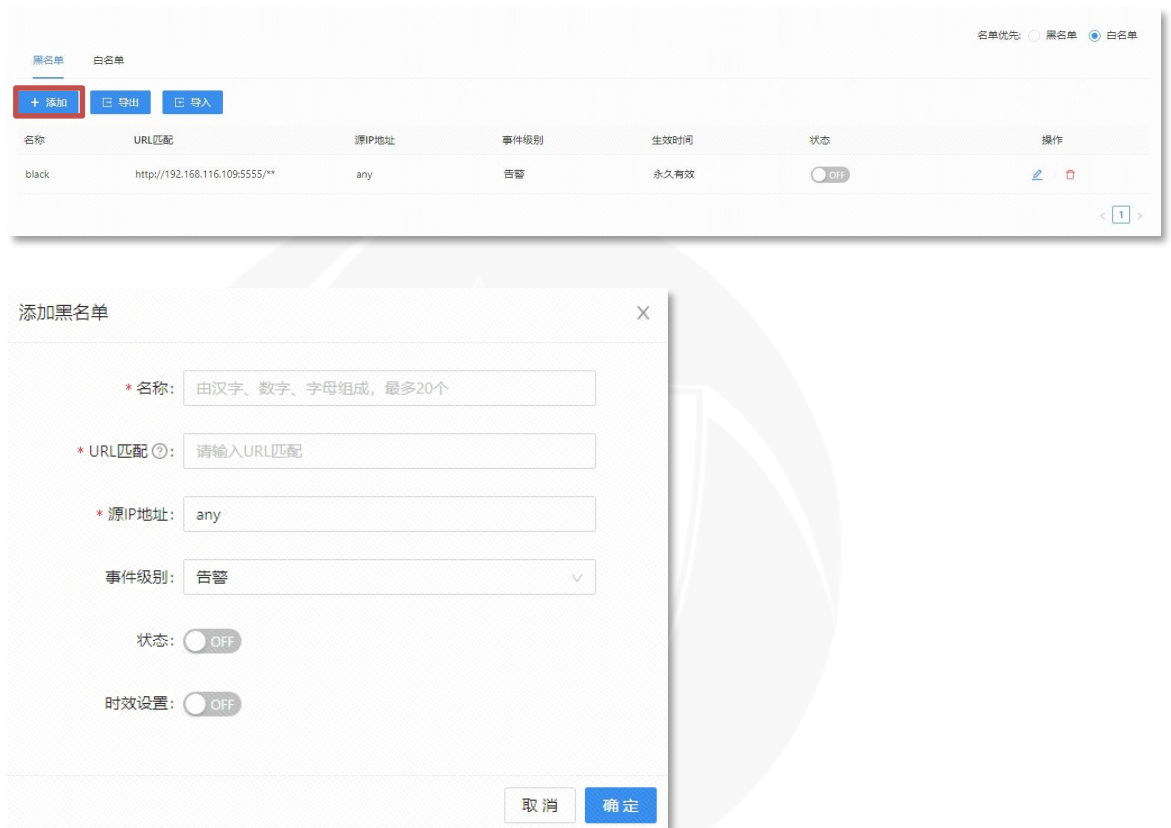 名单优先: 黑名单 白名单
黑名单 白名单
+ 添加 导出 导入
名称 URL匹配 源IP地址 事件级别 生效时间 状态 操作
black http://192.168.116.109:5555/** any 告警 永久有效 OFF
< 1 >
添加黑名单
* 名称: 由汉字、数字、字母组成，最多20个
* URL匹配 ? : 请输入URL匹配
* 源IP地址: any
事件级别: 告警
状态: OFF
时效设置: OFF
取 消 确 定